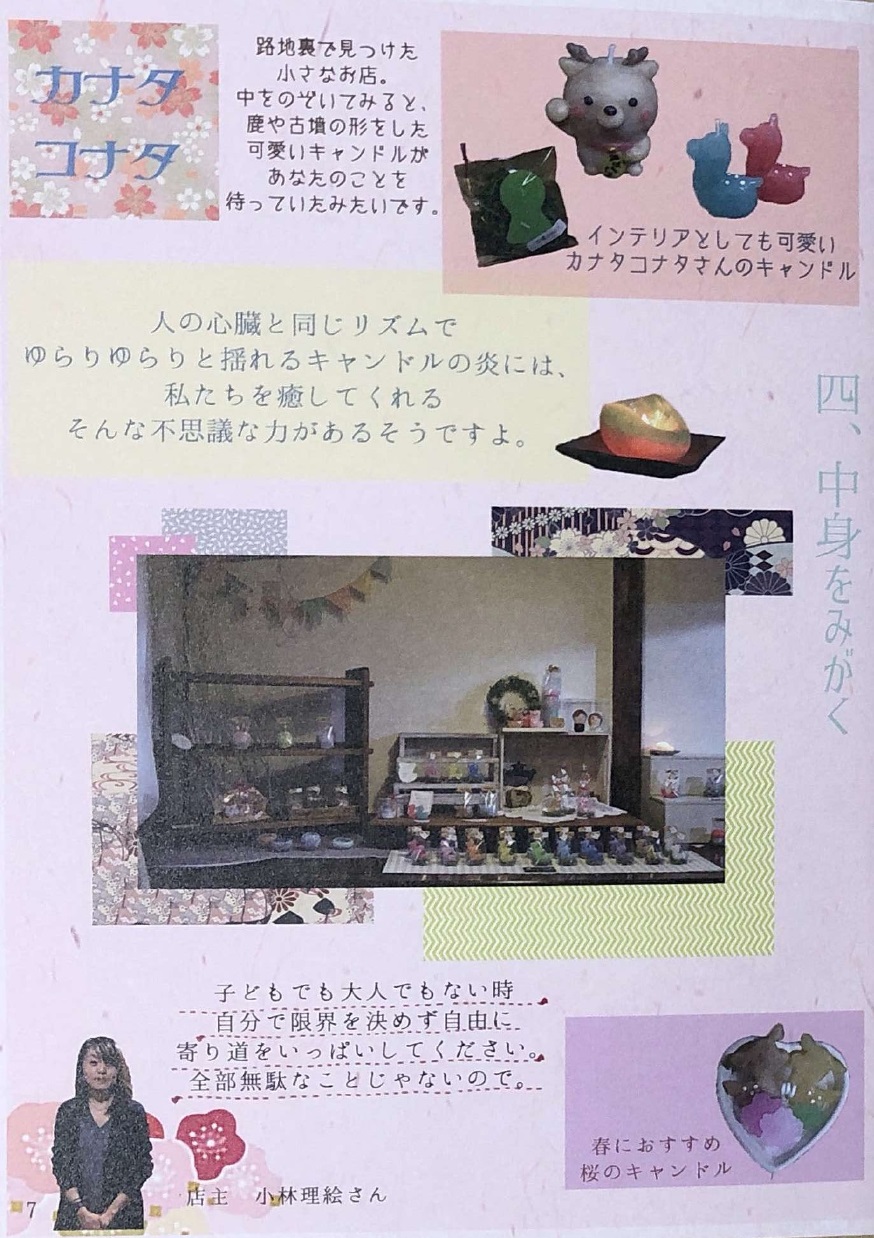 カナタ
コナタ
路地裏で見つけた
小さなお店。
中をのぞいてみると、
鹿や古墳の形をした
可愛いキャンドルが
あなたのことを
待っていたみたいです。
インテリアとしても可愛い
カナタコナタさんのキャンドル
人の心臓と同じリズムで
ゆらりゆらりと揺れるキャンドルの炎には、
私たちを癒してくれる
そんな不思議な力があるそうですよ。
四、中身をみがく
子どもでも大人でもない時
自分で限界を決めず自由に
寄り道をいっぱいしてください。
全部無駄なことじゃないので。
店主 小林理絵さん
春におすすめ
桜のキャンドル
7